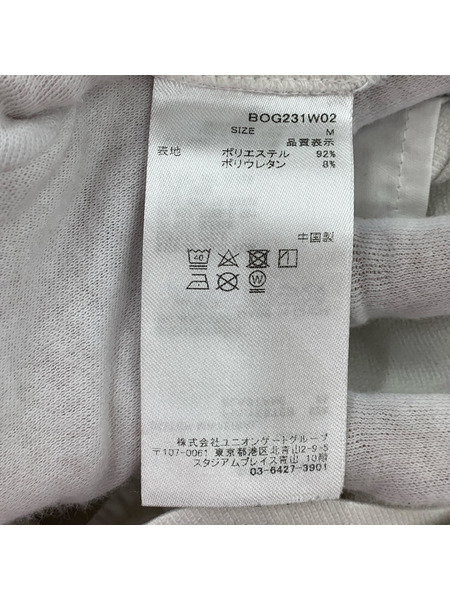 BOG231W02
SIZE M
品質表示
表地 ポリエステル 92%
ポリウレタン 8%
中国製
40
W
株式会社ユニオンゲートグループ
〒107-0061 東京都港区北青山2-9-5
スタジアムプレイス青山 10階
03-6427-3901